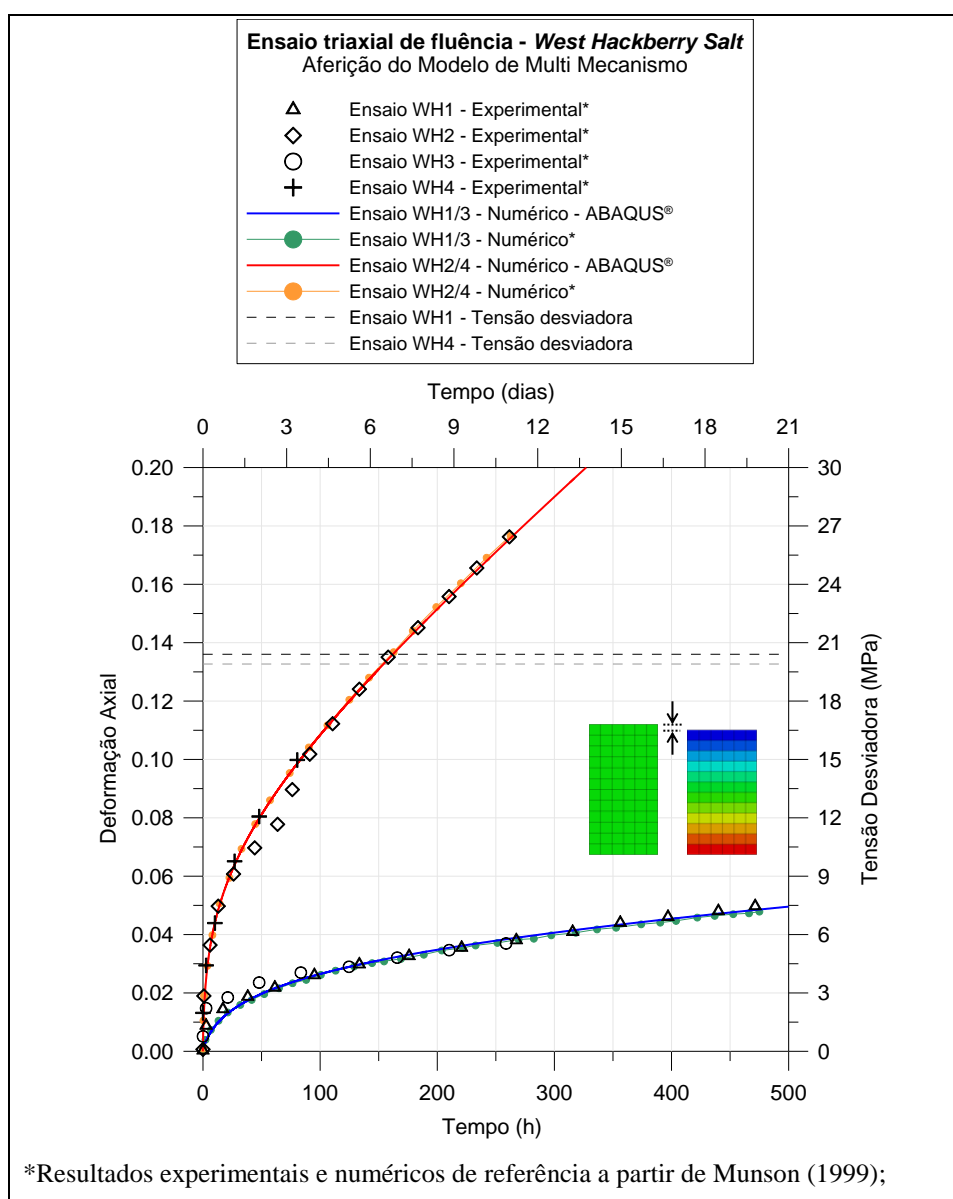 Ensaio triaxial de fluência - West Hackberry Salt
Aferição do Modelo de Multi Mecanismo
Ensaio WH1 - Experimental*
Ensaio WH2 - Experimental*
Ensaio WH3 - Experimental*
Ensaio WH4 - Experimental*
Ensaio WH1/3 - Numérico - ABAQUS®
Ensaio WH1/3 - Numérico*
Ensaio WH2/4 - Numérico - ABAQUS®
Ensaio WH2/4 - Numérico*
Ensaio WH1 - Tensão desviadora
Ensaio WH4 - Tensão desviadora
Tempo (dias)
0 3 6 9 12 15 18 21
0.20
0.18
0.16
0.14
0.12
0.10
0.08
0.06
0.04
0.02
0.00
Deformação Axial
30
27
24
21
18
15
12
9
6
3
0
Tensão Desviadora (MPa)
0 100 200 300 400 500
Tempo (h)
*Resultados experimentais e numéricos de referência a partir de Munson (1999);